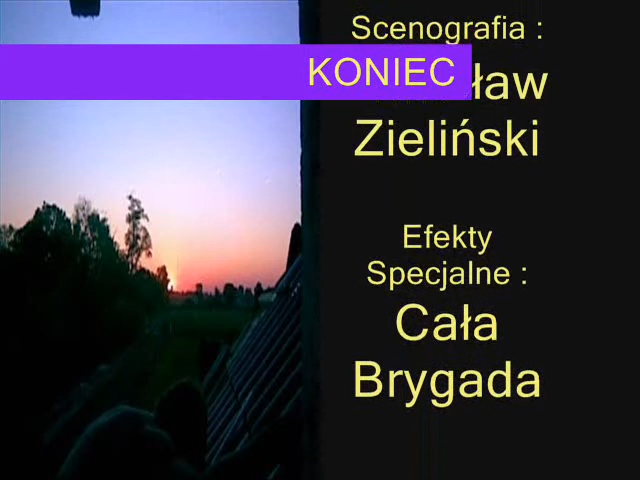 Scenografia :
KONIEC
Zieliński
Efekty
Specjalne :
Cała
Brygada